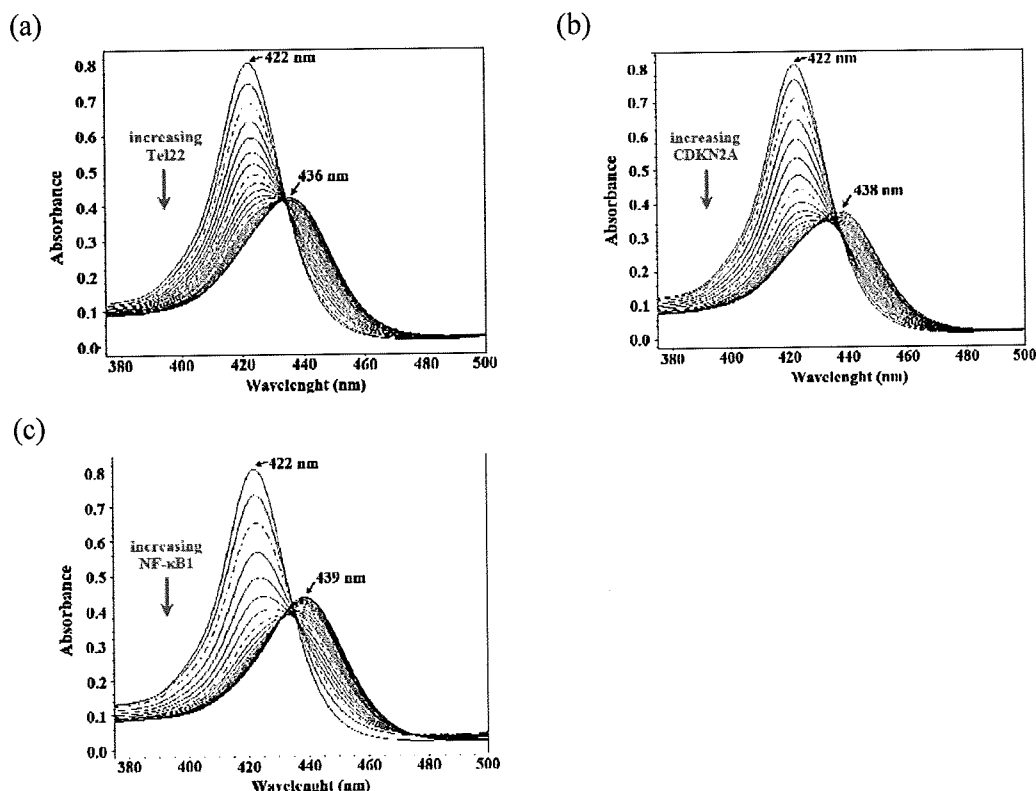 (a)
422 nm
increasing
Tel22
436 nm
Absorbance
0.8
0.7
0.6
0.5
0.4
0.3
0.2
0.1
0.0
380 400 420 440 460 480 500
Wavelenght (nm)
(b)
422 nm
increasing
CDKN2A
438 nm
Absorbance
0.8
0.7
0.6
0.5
0.4
0.3
0.2
0.1
0.0
380 400 420 440 460 480 500
Wavelenght (nm)
(c)
422 nm
increasing
NF-κB1
439 nm
Absorbance
0.8
0.7
0.6
0.5
0.4
0.3
0.2
0.1
0.0
380 400 420 440 460 480 500
Wavelenght (nm)